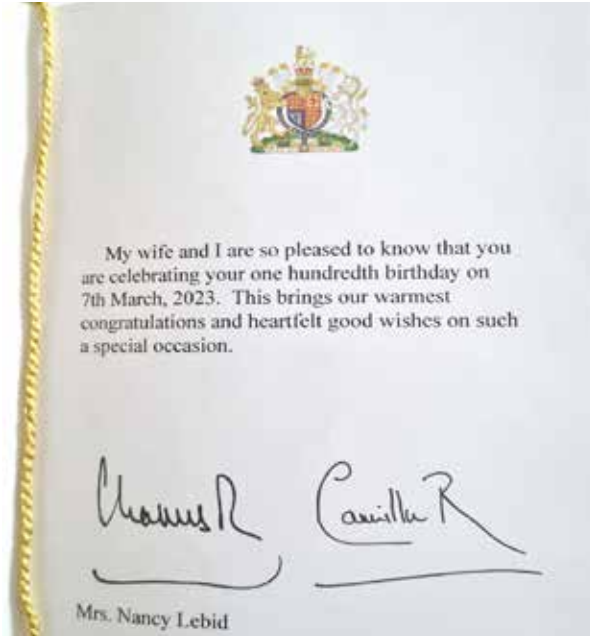 My wife and I are so pleased to know that you
are celebrating your one hundredth birthday on
7th March, 2023. This brings our warmest
congratulations and heartfelt good wishes on such
a special occasion.
Charles R Camilla R
Mrs. Nancy Lebid